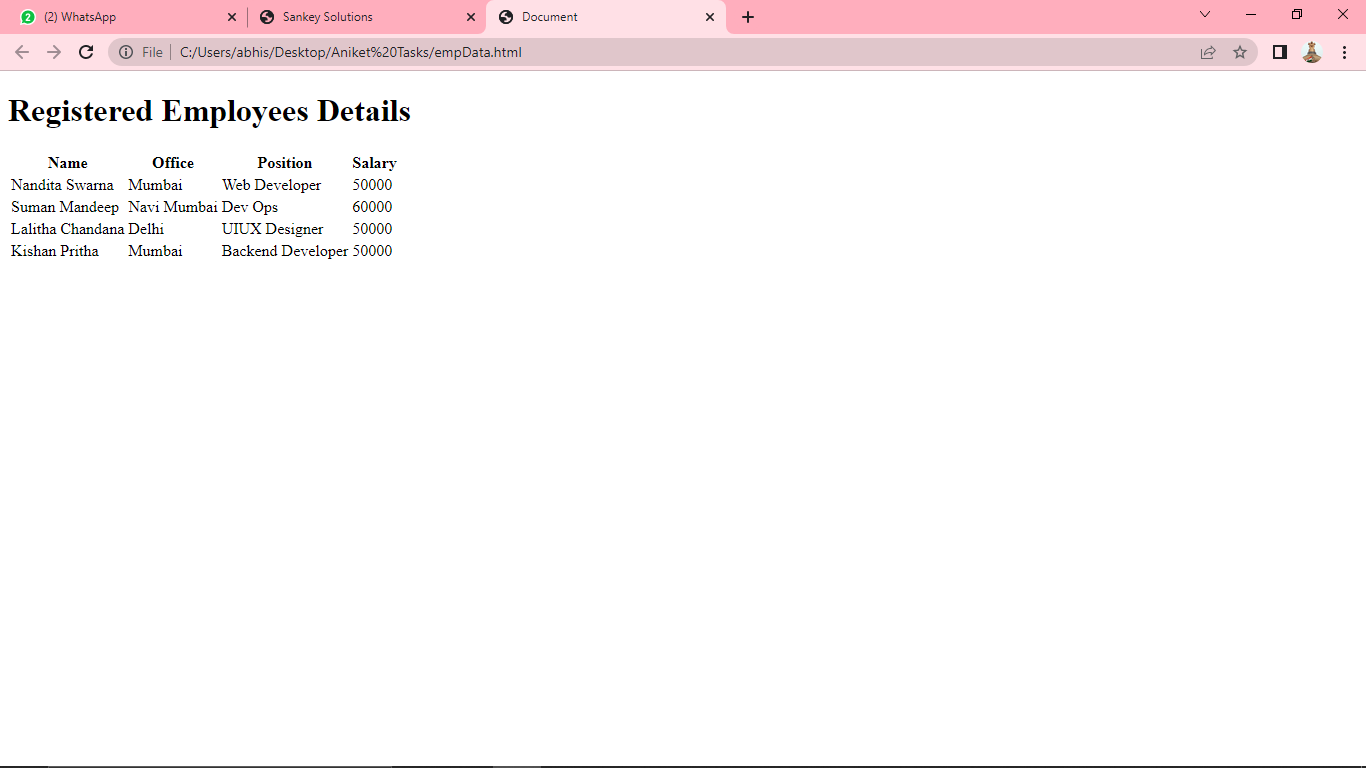 (2) WhatsApp Sankey Solutions Document
File C:/Users/abhis/Desktop/Aniket%20Tasks/empData.html
Registered Employees Details
Name Office Position Salary
Nandita Swarna Mumbai Web Developer 50000
Suman Mandeep Navi Mumbai Dev Ops 60000
Lalitha Chandana Delhi UIUX Designer 50000
Kishan Pritha Mumbai Backend Developer 50000